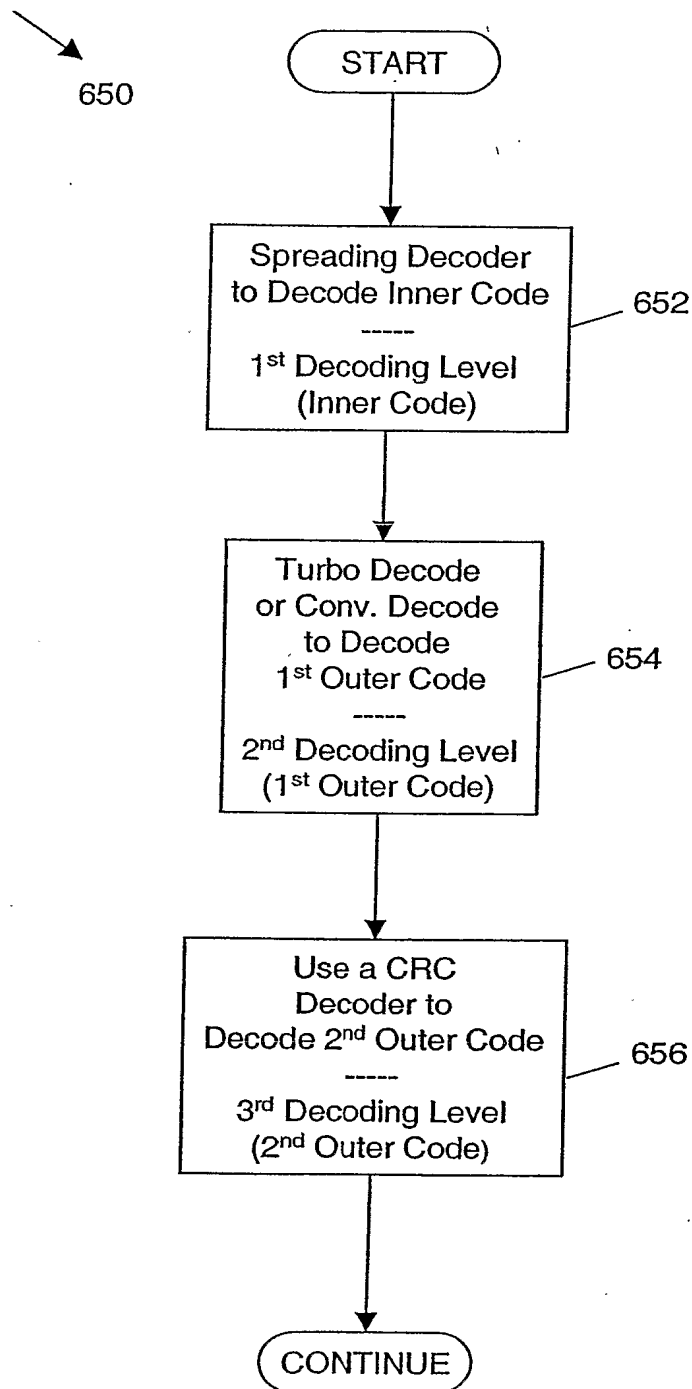 650
START
Spreading Decoder
to Decode Inner Code
-----
1st Decoding Level
(Inner Code)
652
Turbo Decode
or Conv. Decode
to Decode
1st Outer Code
-----
2nd Decoding Level
(1st Outer Code)
654
Use a CRC
Decoder to
Decode 2nd Outer Code
-----
3rd Decoding Level
(2nd Outer Code)
656
CONTINUE